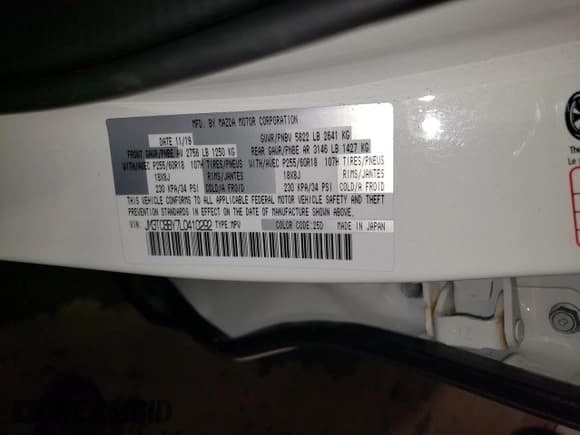 MFD. BY MAZDA MOTOR CORPORATION
DATE 11/19 GVWR/PNBV 5822 LB 2641 KG
FRONT GAWR/PNBE AV 2756 LB 1250 KG REAR GAWR/PNBE AR 3146 LB 1427 KG
WITH/AVEC P255/60R18 107H TIRES/PNEUS WITH/AVEC P255/60R18 107H TIRES/PNEUS
18X8J RIMS/JANTES 18X8J RIMS/JANTES
230 KPA/34 PSI COLD/A FROID 230 KPA/34 PSI COLD/A FROID
THIS VEHICLE CONFORMS TO ALL APPLICABLE FEDERAL MOTOR VEHICLE SAFETY AND THEFT
PREVENTION STANDARDS IN EFFECT ON THE DATE OF MANUFACTURE SHOWN ABOVE.
VIN: JM3TCBBY7L0410292 TYPE:MPV COLOR CODE:25D MADE IN JAPAN
The
Le